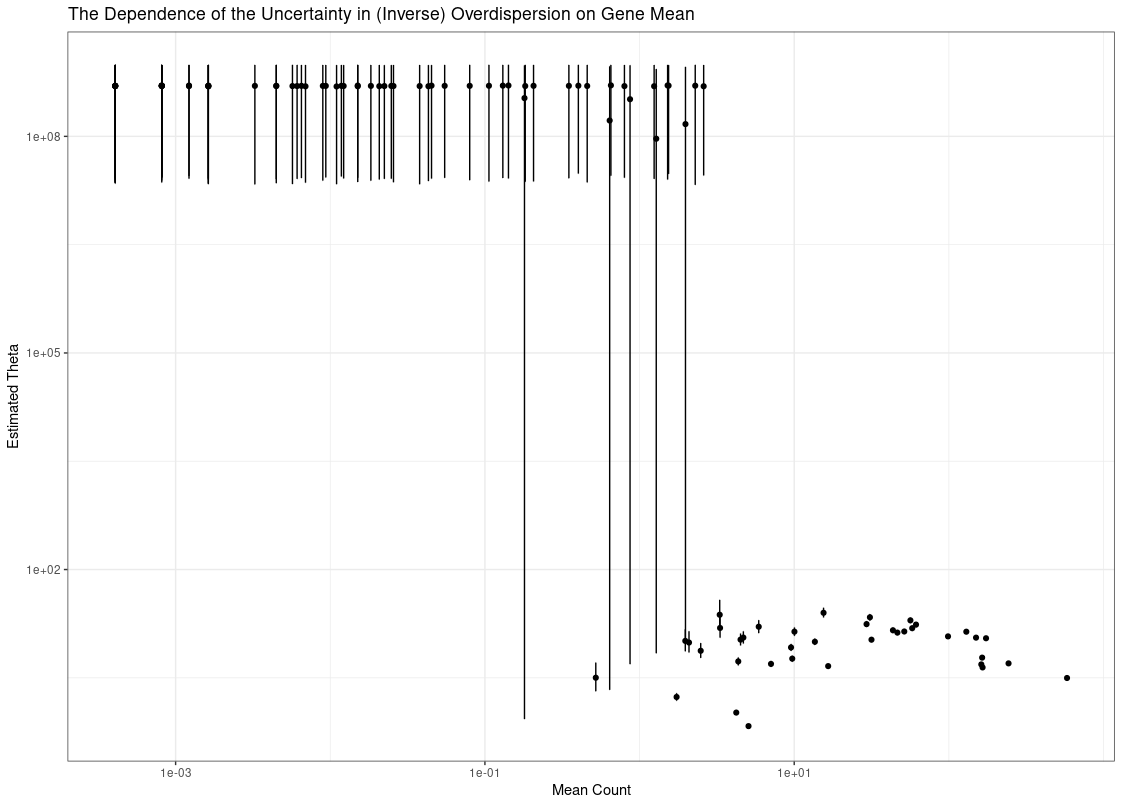 The Dependence of the Uncertainty in (Inverse) Overdispersion on Gene Mean
Estimated Theta
1e+08
1e+05
1e+02
1e-03
1e-01
1e+01
Mean Count